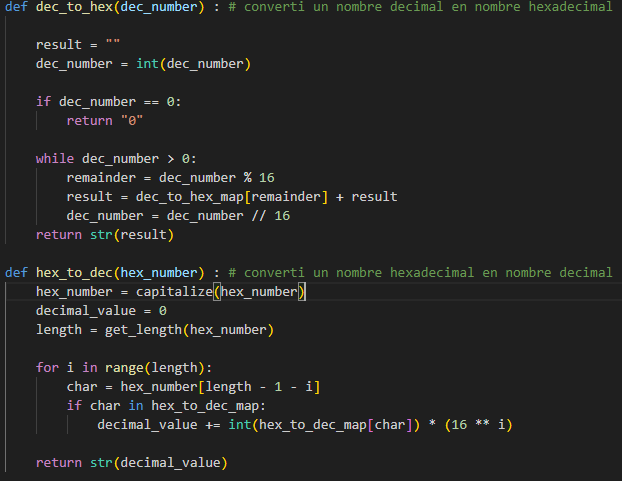 def dec_to_hex(dec_number) : # converti un nombre decimal en nombre hexadecimal
result = ""
dec_number = int(dec_number)
if dec_number == 0:
return "0"
while dec_number > 0:
remainder = dec_number % 16
result = dec_to_hex_map[remainder] + result
dec_number = dec_number // 16
return str(result)
def hex_to_dec(hex_number) : # converti un nombre hexadecimal en nombre decimal
hex_number = capitalize(hex_number)
decimal_value = 0
length = get_length(hex_number)
for i in range(length):
char = hex_number[length - 1 - i]
if char in hex_to_dec_map:
decimal_value += int(hex_to_dec_map[char]) * (16 ** i)
return str(decimal_value)